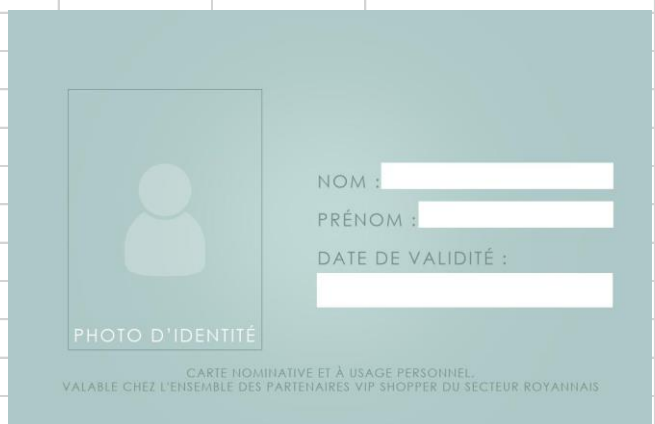 NOM :
PRÉNOM :
DATE DE VALIDITÉ :
PHOTO D'IDENTITÉ
CARTE NOMINATIVE ET À USAGE PERSONNEL.
VALABLE CHEZ L'ENSEMBLE DES PARTENAIRES VIP SHOPPER DU SECTEUR ROYANNAIS